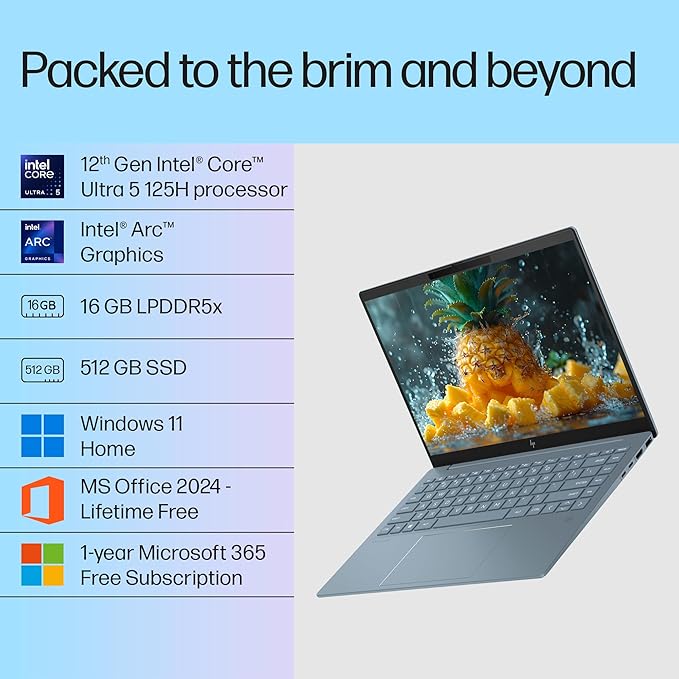 Packed to the brim and beyond
intel
CORE
ULTRA 5
12th Gen Intel® Core™
Ultra 5 125H processor
intel
ARC
GRAPHICS
Intel® Arc™
Graphics
16GB
16 GB LPDDR5x
512 GB
512 GB SSD
Windows 11
Home
MS Office 2024 -
Lifetime Free
1-year Microsoft 365
Free Subscription
hp